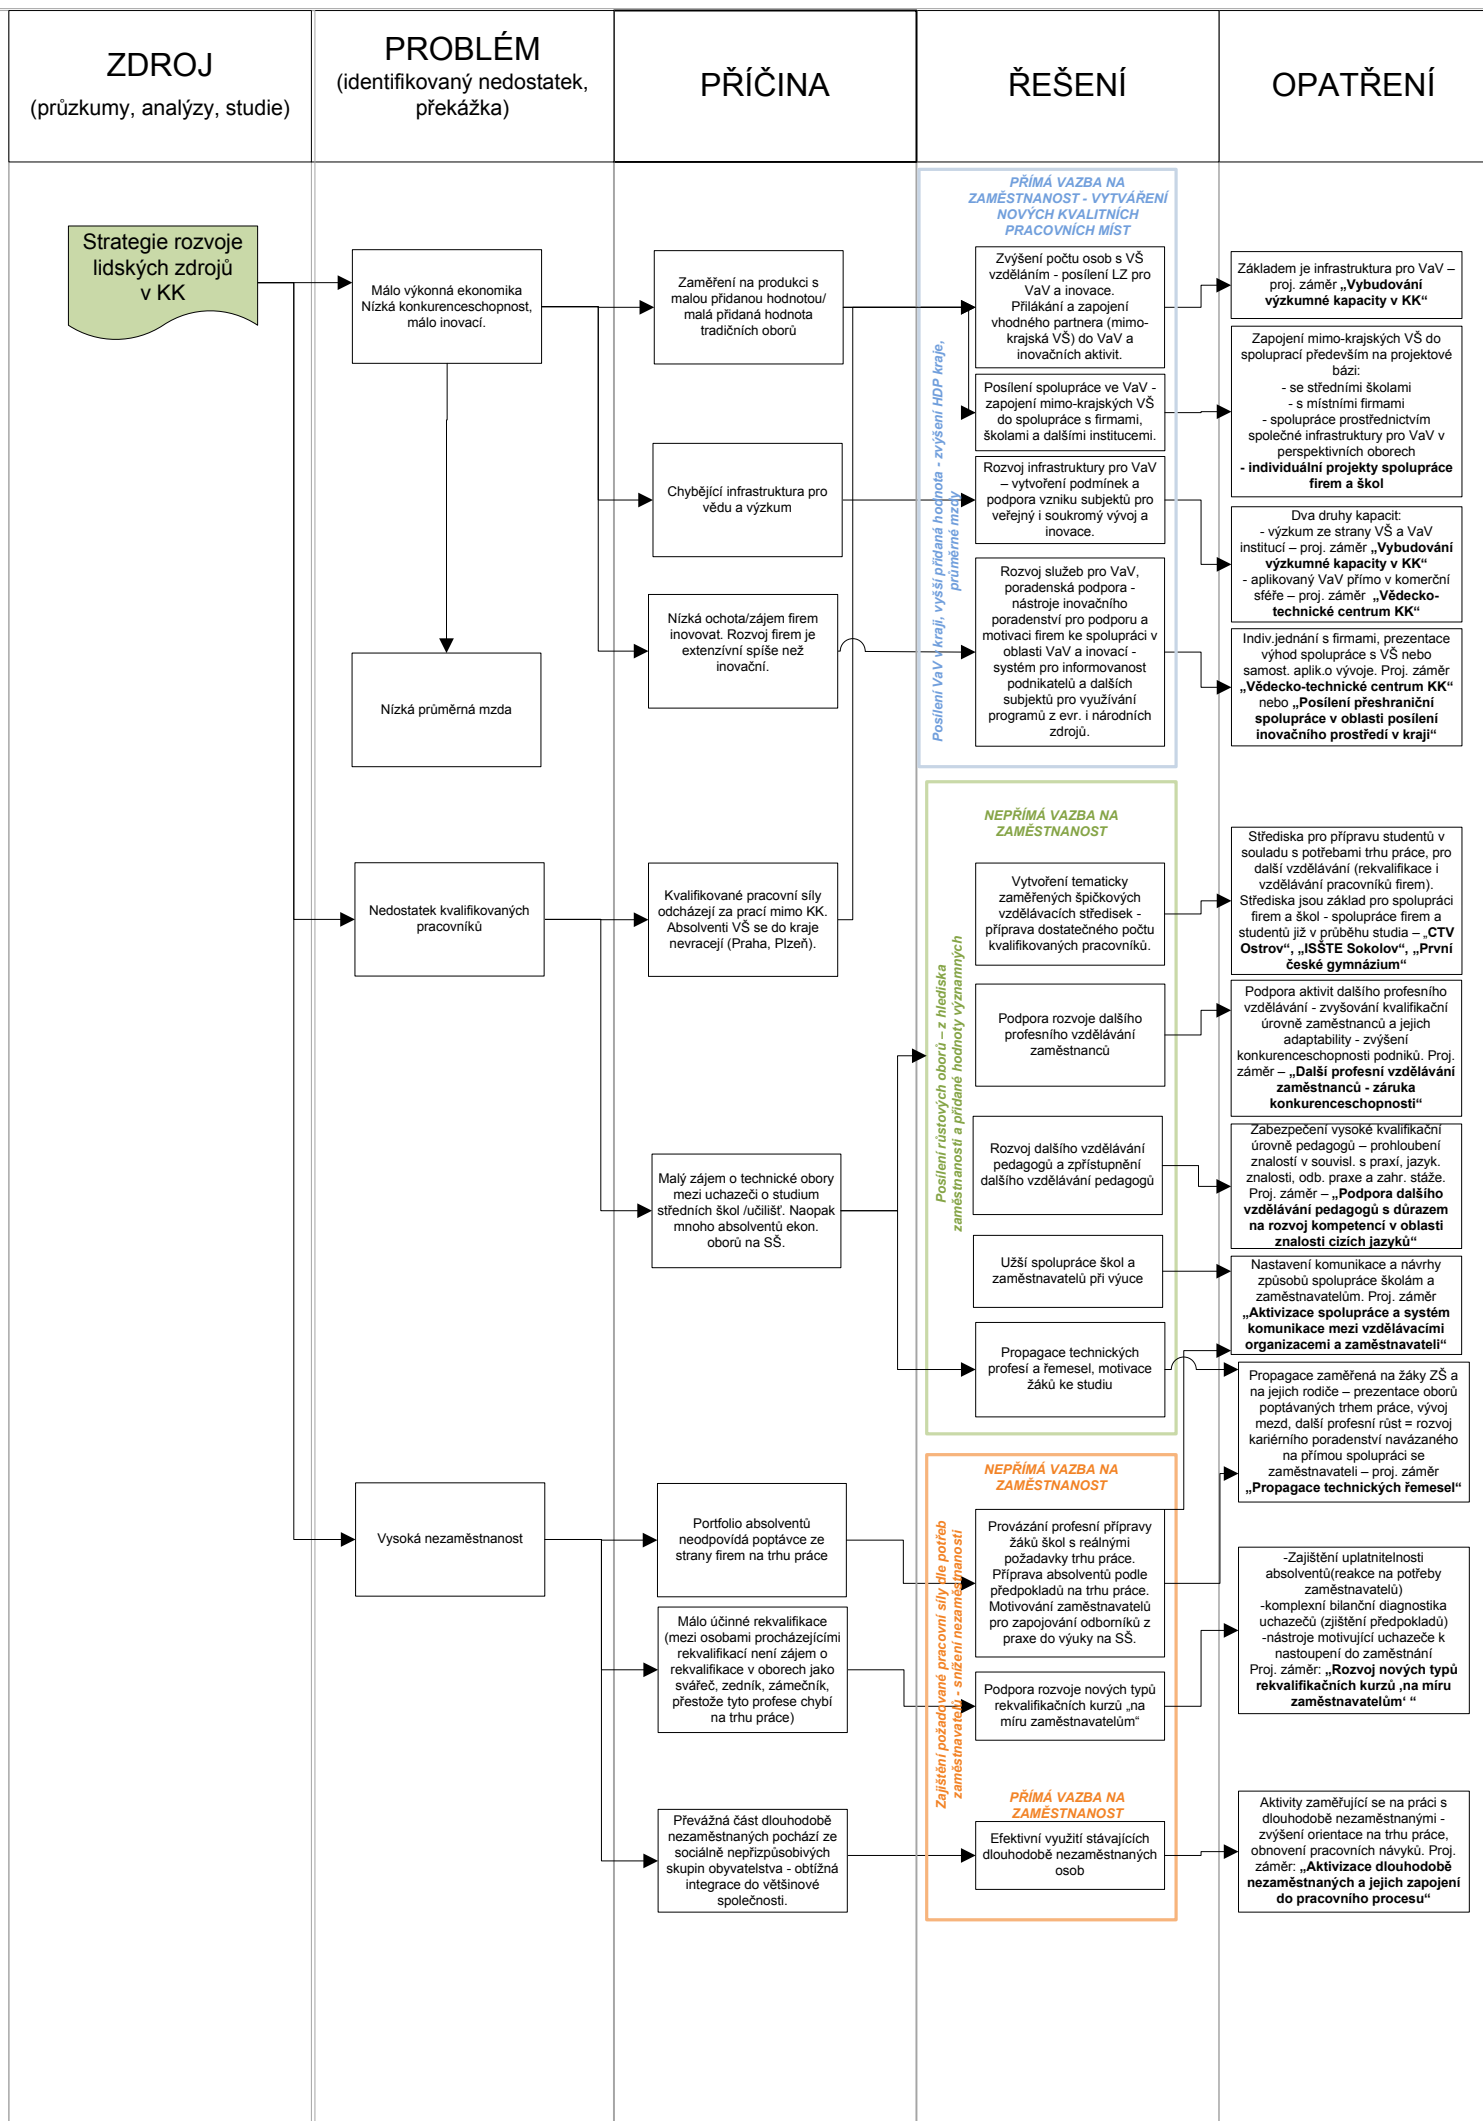 ZDROJ
(průzkumy, analýzy, studie)
PROBLÉM
(identifikovaný nedostatek,
překážka)
PŘÍČINA
ŘEŠENÍ
OPATŘENÍ
Strategie rozvoje
lidských zdrojů
v KK
Málo výkonná ekonomika
Nízká konkurenceschopnost,
málo inovací.
Nízká průměrná mzda
Nedostatek kvalifikovaných
pracovníků
Vysoká nezaměstnanost
Zaměření na produkci s
malou přidanou hodnotou/
malá přidaná hodnota
tradičních oborů
Chybějící infrastruktura pro
vědu a výzkum
Nízká ochota/zájem firem
inovovat. Rozvoj firem je
extenzívní spíše než
inovační.
Kvalifikované pracovní síly
odcházejí za prací mimo KK.
Absolventi VŠ se do kraje
nevracejí (Praha, Plzeň).
Malý zájem o technické obory
mezi uchazeči o studium
středních škol /učilišť. Naopak
mnoho absolventů ekon.
oborů na SŠ.
Portfolio absolventů
neodpovídá poptávce ze
strany firem na trhu práce
Málo účinné rekvalifikace
(mezi osobami procházejícími
rekvalifikací není zájem o
rekvalifikace v oborech jako
svářeč, zedník, zámečník,
přestože tyto profese chybí
na trhu práce)
Převážná část dlouhodobě
nezaměstnaných pochází ze
sociálně nepřizpůsobivých
skupin obyvatelstva - obtížná
integrace do většinové
společnosti.
PŘÍMÁ VAZBA NA
ZAMĚSTNANOST - VYTVÁŘENÍ
NOVÝCH KVALITNÍCH
PRACOVNÍCH MÍST
Posílení VaV v kraji, vyšší přidaná hodnota - zvýšení HDP kraje,
průměrné mzdy
Zvýšení počtu osob s VŠ
vzděláním - posílení LZ pro
VaV a inovace.
Přilákání a zapojení
vhodného partnera (mimo-
krajská VŠ) do VaV a
inovačních aktivit.
Posílení spolupráce ve VaV -
zapojení mimo-krajských VŠ
do spolupráce s firmami,
školami a dalšími institucemi.
Rozvoj infrastruktury pro VaV
– vytvoření podmínek a
podpora vzniku subjektů pro
veřejný i soukromý vývoj a
inovace.
Rozvoj služeb pro VaV,
poradenská podpora -
nástroje inovačního
poradenství pro podporu a
motivaci firem ke spolupráci v
oblasti VaV a inovací -
systém pro informovanost
podnikatelů a dalších
subjektů pro využívání
programů z evr. i národních
zdrojů.
NEPŘÍMÁ VAZBA NA
ZAMĚSTNANOST
Posílení růstových oborů – z hlediska
zaměstnanosti a přidané hodnoty významných
Vytvoření tematicky
zaměřených špičkových
vzdělávacích středisek -
příprava dostatečného počtu
kvalifikovaných pracovníků.
Podpora rozvoje dalšího
profesního vzdělávání
zaměstnanců
Rozvoj dalšího vzdělávání
pedagogů a zpřístupnění
dalšího vzdělávání pedagogů
Užší spolupráce škol a
zaměstnavatelů při výuce
Propagace technických
profesí a řemesel, motivace
žáků ke studiu
NEPŘÍMÁ VAZBA NA
ZAMĚSTNANOST
Zajištění požadované pracovní síly dle potřeb
zaměstnavatelů - snížení nezaměstnanosti
Provázání profesní přípravy
žáků škol s reálnými
požadavky trhu práce.
Příprava absolventů podle
předpokladů na trhu práce.
Motivování zaměstnavatelů
pro zapojování odborníků z
praxe do výuky na SŠ.
Podpora rozvoje nových typů
rekvalifikačních kurzů „na
míru zaměstnavatelům“
PŘÍMÁ VAZBA NA
ZAMĚSTNANOST
Efektivní využití stávajících
dlouhodobě nezaměstnaných
osob
Základem je infrastruktura pro VaV –
proj. záměr „Vybudování
výzkumné kapacity v KK“
Zapojení mimo-krajských VŠ do
spoluprací především na projektové
bázi:
- se středními školami
- s místními firmami
- spolupráce prostřednictvím
společné infrastruktury pro VaV v
perspektivních oborech
- individuální projekty spolupráce
firem a škol
Dva druhy kapacit:
- výzkum ze strany VŠ a VaV
institucí – proj. záměr „Vybudování
výzkumné kapacity v KK“
- aplikovaný VaV přímo v komerční
sféře – proj. záměr „Vědecko-
technické centrum KK“
Indiv.jednání s firmami, prezentace
výhod spolupráce s VŠ nebo
samost. aplik.o vývoje. Proj. záměr
„Vědecko-technické centrum KK“
nebo „Posílení přeshraniční
spolupráce v oblasti posílení
inovačního prostředí v kraji“
Střediska pro přípravu studentů v
souladu s potřebami trhu práce, pro
další vzdělávání (rekvalifikace i
vzdělávání pracovníků firem).
Střediska jsou základ pro spolupráci
firem a škol - spolupráce firem a
studentů již v průběhu studia – „CTV
Ostrov“, „ISŠTE Sokolov“, „První
české gymnázium“
Podpora aktivit dalšího profesního
vzdělávání - zvyšování kvalifikační
úrovně zaměstnanců a jejich
adaptability - zvýšení
konkurenceschopnosti podniků. Proj.
záměr – „Další profesní vzdělávání
zaměstnanců - záruka
konkurenceschopnosti“
Zabezpečení vysoké kvalifikační
úrovně pedagogů – prohloubení
znalostí v souvisl. s praxí, jazyk.
znalosti, odb. praxe a zahr. stáže.
Proj. záměr – „Podpora dalšího
vzdělávání pedagogů s důrazem
na rozvoj kompetencí v oblasti
znalosti cizích jazyků“
Nastavení komunikace a návrhy
způsobů spolupráce školám a
zaměstnavatelům. Proj. záměr
„Aktivizace spolupráce a systém
komunikace mezi vzdělávacími
organizacemi a zaměstnavateli“
Propagace zaměřená na žáky ZŠ a
na jejich rodiče – prezentace oborů
poptávaných trhem práce, vývoj
mezd, další profesní růst = rozvoj
kariérního poradenství navázaného
na přímou spolupráci se
zaměstnavateli – proj. záměr
„Propagace technických řemesel“
-Zajištění uplatnitelnosti
absolventů(reakce na potřeby
zaměstnavatelů)
-komplexní bilanční diagnostika
uchazečů (zjištění předpokladů)
-nástroje motivující uchazeče k
nastoupení do zaměstnání
Proj. záměr: „Rozvoj nových typů
rekvalifikačních kurzů ‚na míru
zaměstnavatelům‘ “
Aktivity zaměřující se na práci s
dlouhodobě nezaměstnanými -
zvýšení orientace na trhu práce,
obnovení pracovních návyků. Proj.
záměr: „Aktivizace dlouhodobě
nezaměstnaných a jejich zapojení
do pracovního procesu“